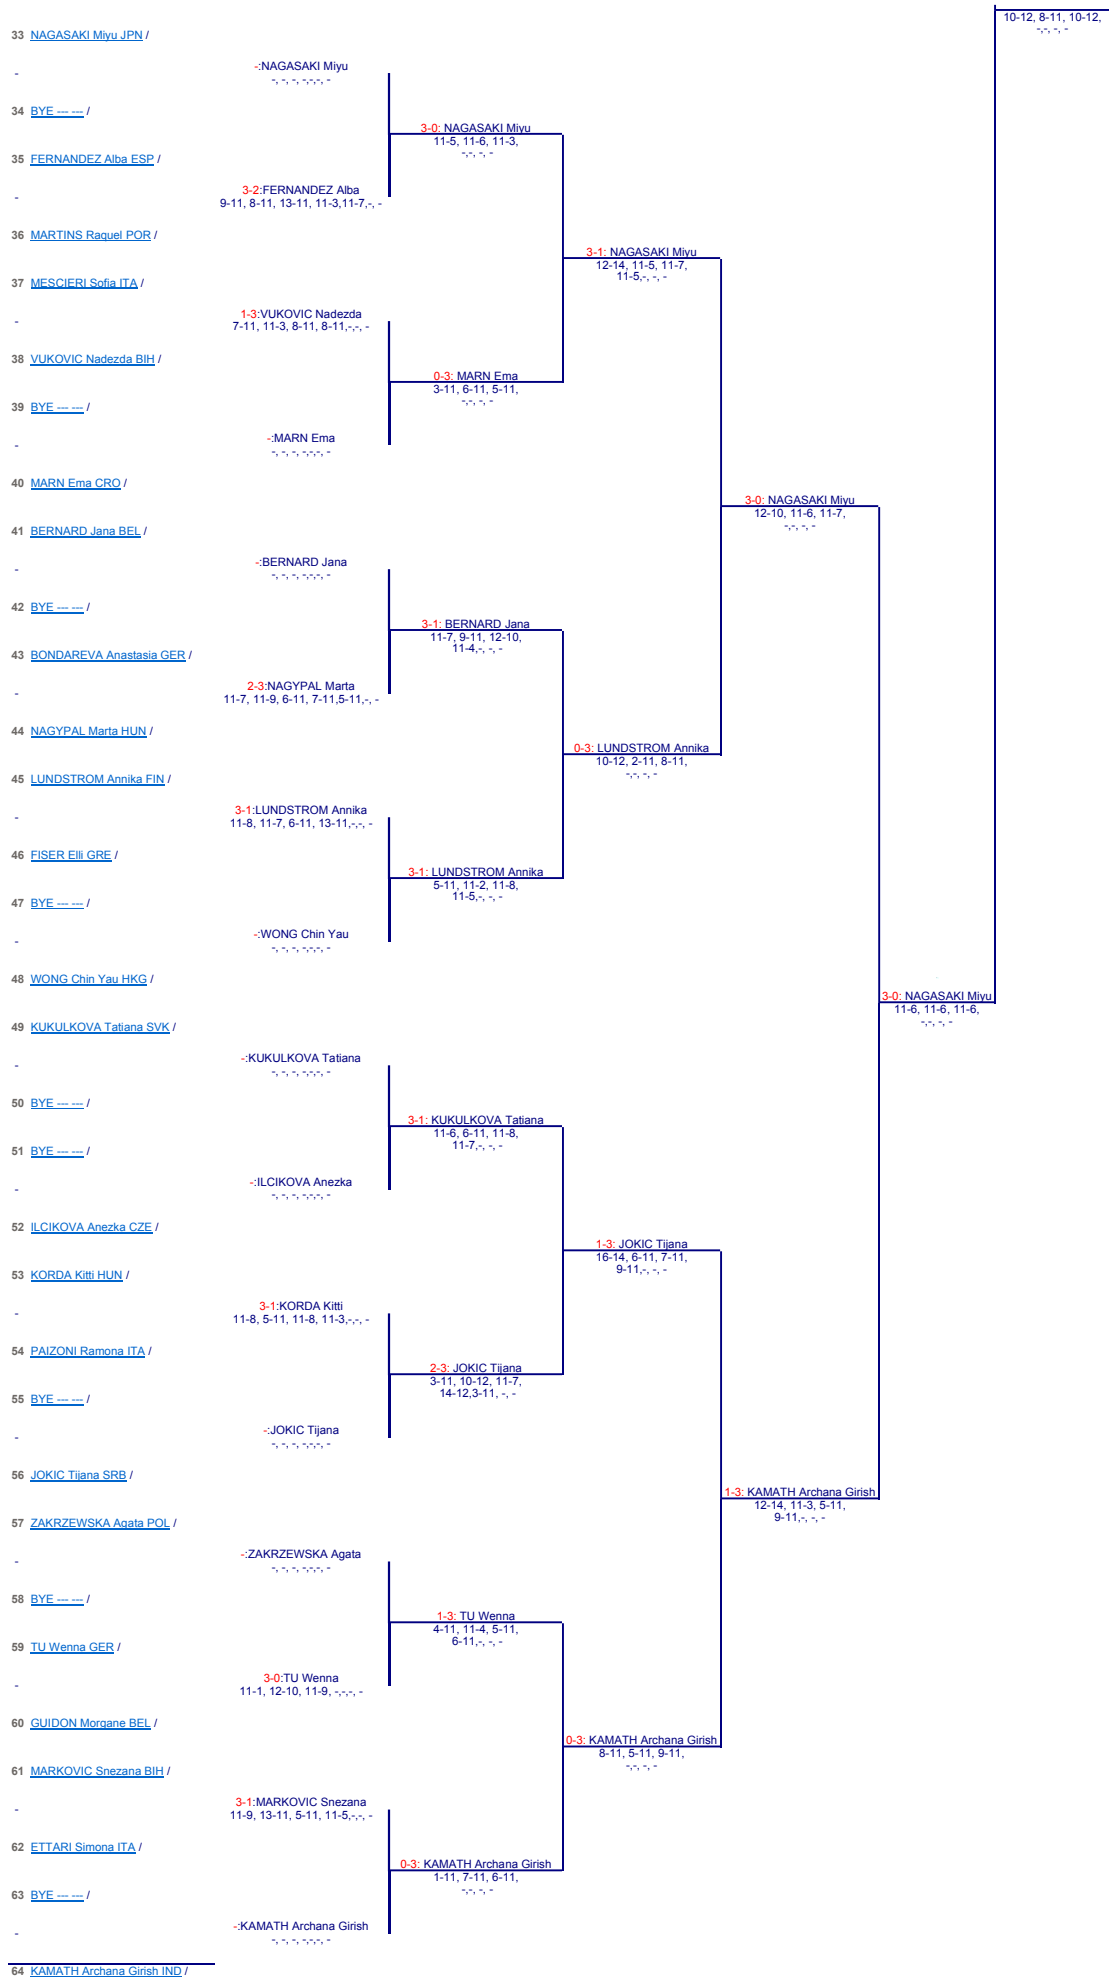 10-12, 8-11, 10-12,
-,-, -, -
33 NAGASAKI Miyu JPN /
-:NAGASAKI Miyu
-, -, -, -,-,-, -
-
34 BYE --- --- /
3-0: NAGASAKI Miyu
11-5, 11-6, 11-3,
-,-, -, -
35 FERNANDEZ Alba ESP /
3-2:FERNANDEZ Alba
9-11, 8-11, 13-11, 11-3,11-7,-, -
-
36 MARTINS Raquel POR /
3-1: NAGASAKI Miyu
12-14, 11-5, 11-7,
11-5,-, -, -
37 MESCIERI Sofia ITA /
1-3:VUKOVIC Nadezda
7-11, 11-3, 8-11, 8-11,-,-, -
-
38 VUKOVIC Nadezda BIH /
0-3: MARN Ema
3-11, 6-11, 5-11,
-,-, -, -
39 BYE --- --- /
-:MARN Ema
-, -, -, -,-,-, -
-
40 MARN Ema CRO /
3-0: NAGASAKI Miyu
12-10, 11-6, 11-7,
-,-, -, -
41 BERNARD Jana BEL /
-:BERNARD Jana
-, -, -, -,-,-, -
-
42 BYE --- --- /
3-1: BERNARD Jana
11-7, 9-11, 12-10,
11-4,-, -, -
43 BONDAREVA Anastasia GER /
2-3:NAGYPAL Marta
11-7, 11-9, 6-11, 7-11,5-11,-, -
-
44 NAGYPAL Marta HUN /
0-3: LUNDSTROM Annika
10-12, 2-11, 8-11,
-,-, -, -
45 LUNDSTROM Annika FIN /
3-1:LUNDSTROM Annika
11-8, 11-7, 6-11, 13-11,-,-, -
-
46 FISER Elli GRE /
3-1: LUNDSTROM Annika
5-11, 11-2, 11-8,
11-5,-, -, -
47 BYE --- --- /
-:WONG Chin Yau
-, -, -, -,-,-, -
-
48 WONG Chin Yau HKG /
3-0: NAGASAKI Miyu
11-6, 11-6, 11-6,
-,-, -, -
49 KUKULKOVA Tatiana SVK /
-:KUKULKOVA Tatiana
-, -, -, -,-,-, -
-
50 BYE --- --- /
3-1: KUKULKOVA Tatiana
11-6, 6-11, 11-8,
11-7,-, -, -
51 BYE --- --- /
-:ILCIKOVA Anezka
-, -, -, -,-,-, -
-
52 ILCIKOVA Anezka CZE /
1-3: JOKIC Tijana
16-14, 6-11, 7-11,
9-11,-, -, -
53 KORDA Kitti HUN /
3-1:KORDA Kitti
11-8, 5-11, 11-8, 11-3,-,-, -
-
54 PAIZONI Ramona ITA /
2-3: JOKIC Tijana
3-11, 10-12, 11-7,
14-12,3-11, -, -
55 BYE --- --- /
-:JOKIC Tijana
-, -, -, -,-,-, -
-
56 JOKIC Tijana SRB /
1-3: KAMATH Archana Girish
12-14, 11-3, 5-11,
9-11,-, -, -
57 ZAKRZEWSKA Agata POL /
-:ZAKRZEWSKA Agata
-, -, -, -,-,-, -
-
58 BYE --- --- /
1-3: TU Wenna
4-11, 11-4, 5-11,
6-11,-, -, -
59 TU Wenna GER /
3-0:TU Wenna
11-1, 12-10, 11-9, -,-,-, -
-
60 GUIDON Morgane BEL /
0-3: KAMATH Archana Girish
8-11, 5-11, 9-11,
-,-, -, -
61 MARKOVIC Snezana BIH /
3-1:MARKOVIC Snezana
11-9, 13-11, 5-11, 11-5,-,-, -
-
62 ETTARI Simona ITA /
0-3: KAMATH Archana Girish
1-11, 7-11, 6-11,
-,-, -, -
63 BYE --- --- /
-:KAMATH Archana Girish
-, -, -, -,-,-, -
-
64 KAMATH Archana Girish IND /